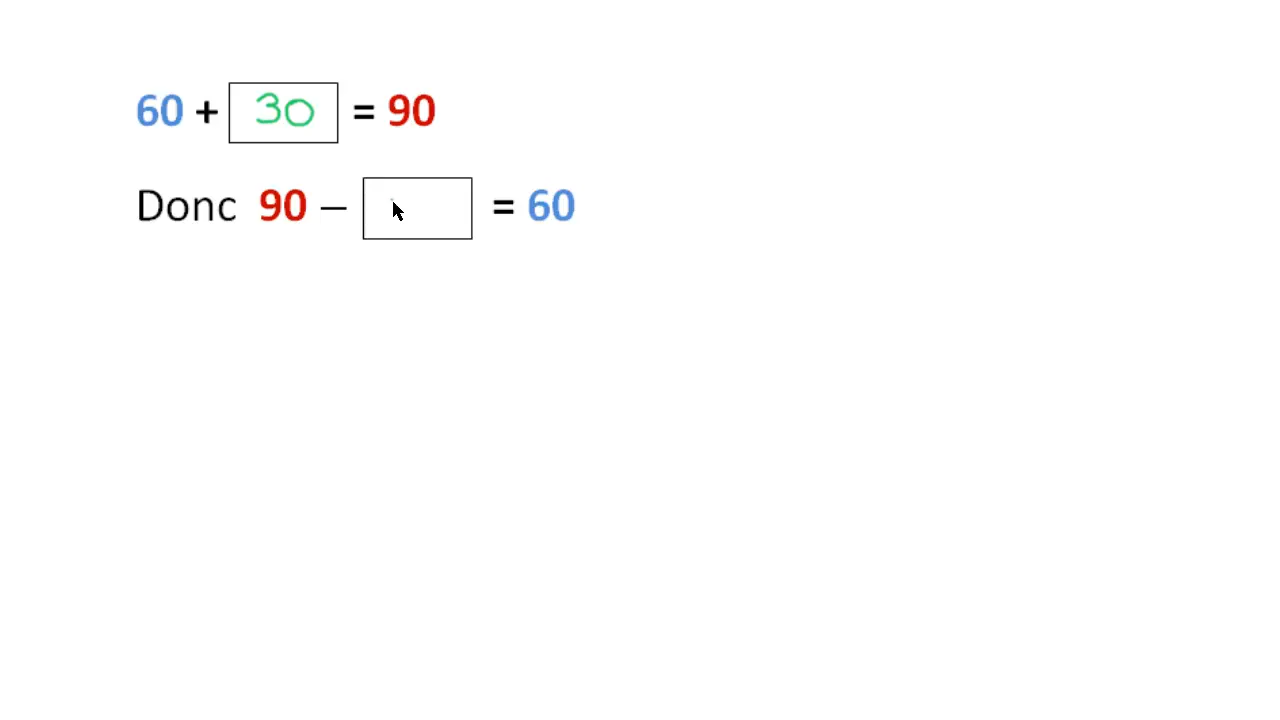 60 + 30 = 90
Donc 90 – = 60